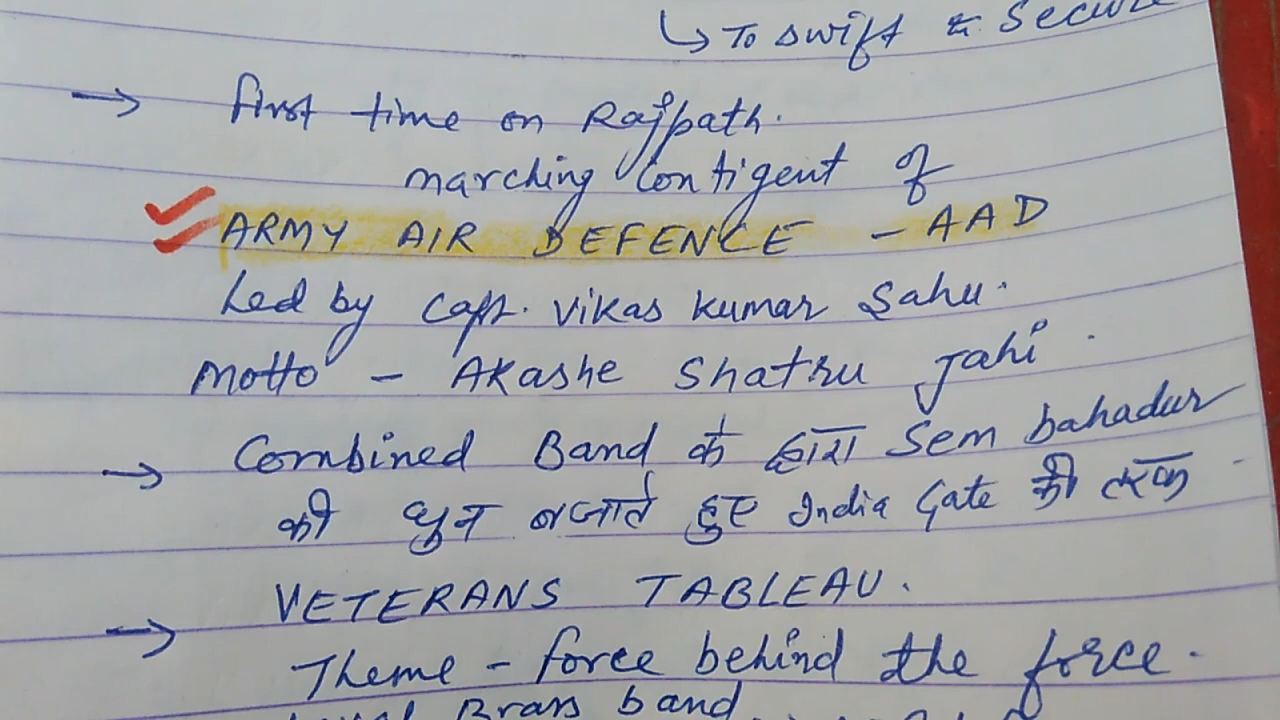 ↳ To swift & Secure
→ first time on Rajpath.
marching Contigent of
ARMY AIR DEFENCE - AAD
Led by Capt. Vikas Kumar Sahu.
Motto - Akashe Shatru Jahi.
→ Combined Band के द्वारा Sem bahadur
की धुन बजाते हुए India Gate की तरफ
→ VETERANS TABLEAU.
Theme - force behind the force.
Brass band